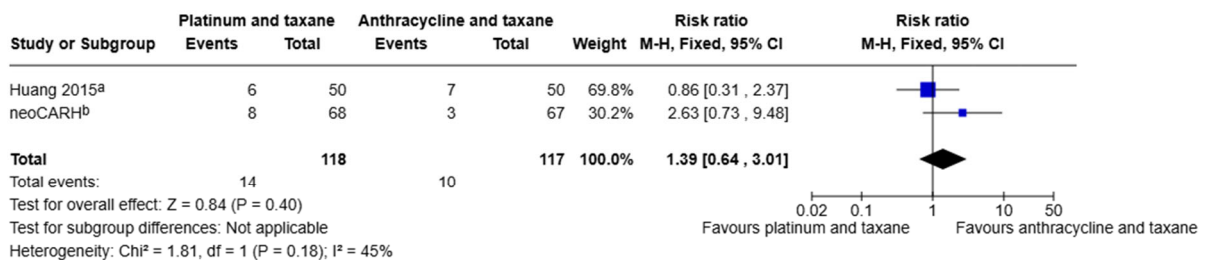 Platinum and taxane Anthracycline and taxane Risk ratio Risk ratio
Study or Subgroup Events Total Events Total Weight M-H, Fixed, 95% CI M-H, Fixed, 95% CI
Huang 2015ᵃ 6 50 7 50 69.8% 0.86 [0.31 , 2.37]
neoCARHᵇ 8 68 3 67 30.2% 2.63 [0.73 , 9.48]
Total 118 117 100.0% 1.39 [0.64 , 3.01]
Total events: 14 10
Test for overall effect: Z = 0.84 (P = 0.40)
0.02 0.1 1 10 50
Test for subgroup differences: Not applicable
Favours platinum and taxane Favours anthracycline and taxane
Heterogeneity: Chi² = 1.81, df = 1 (P = 0.18); I² = 45%